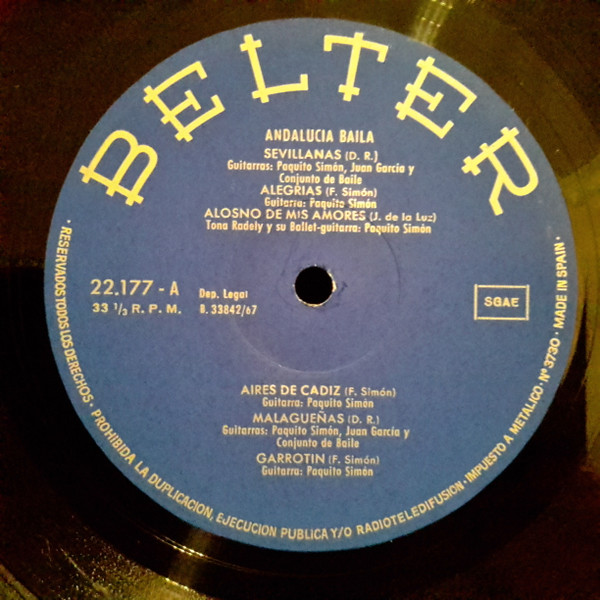 BELTER
ANDALUCIA BAILA
SEVILLANAS (D. R.)
Guitarras: Paquito Simón, Juan García y
Conjunto de Baile
ALEGRIAS (F. Simón)
Guitarra: Paquito Simón
ALOSNO DE MIS AMORES (J. de la Luz)
Tona Radely y su Ballet-guitarra: Paquito Simón
22.177 - A
33 1/3 R. P. M.
Dep. Legal
B. 33842/67
SGAE
AIRES DE CADIZ (F. Simón)
Guitarra: Paquito Simón
MALAGUEÑAS (D. R.)
Guitarras: Paquito Simón, Juan García y
Conjunto de Baile
GARROTIN (F. Simón)
Guitarra: Paquito Simón
· RESERVADOS TODOS LOS DERECHOS · PROHIBIDA LA DUPLICACION, EJECUCION PUBLICA Y/O RADIOTELEDIFUSION · IMPUESTO A METALICO · Nº 3730 · MADE IN SPAIN ·